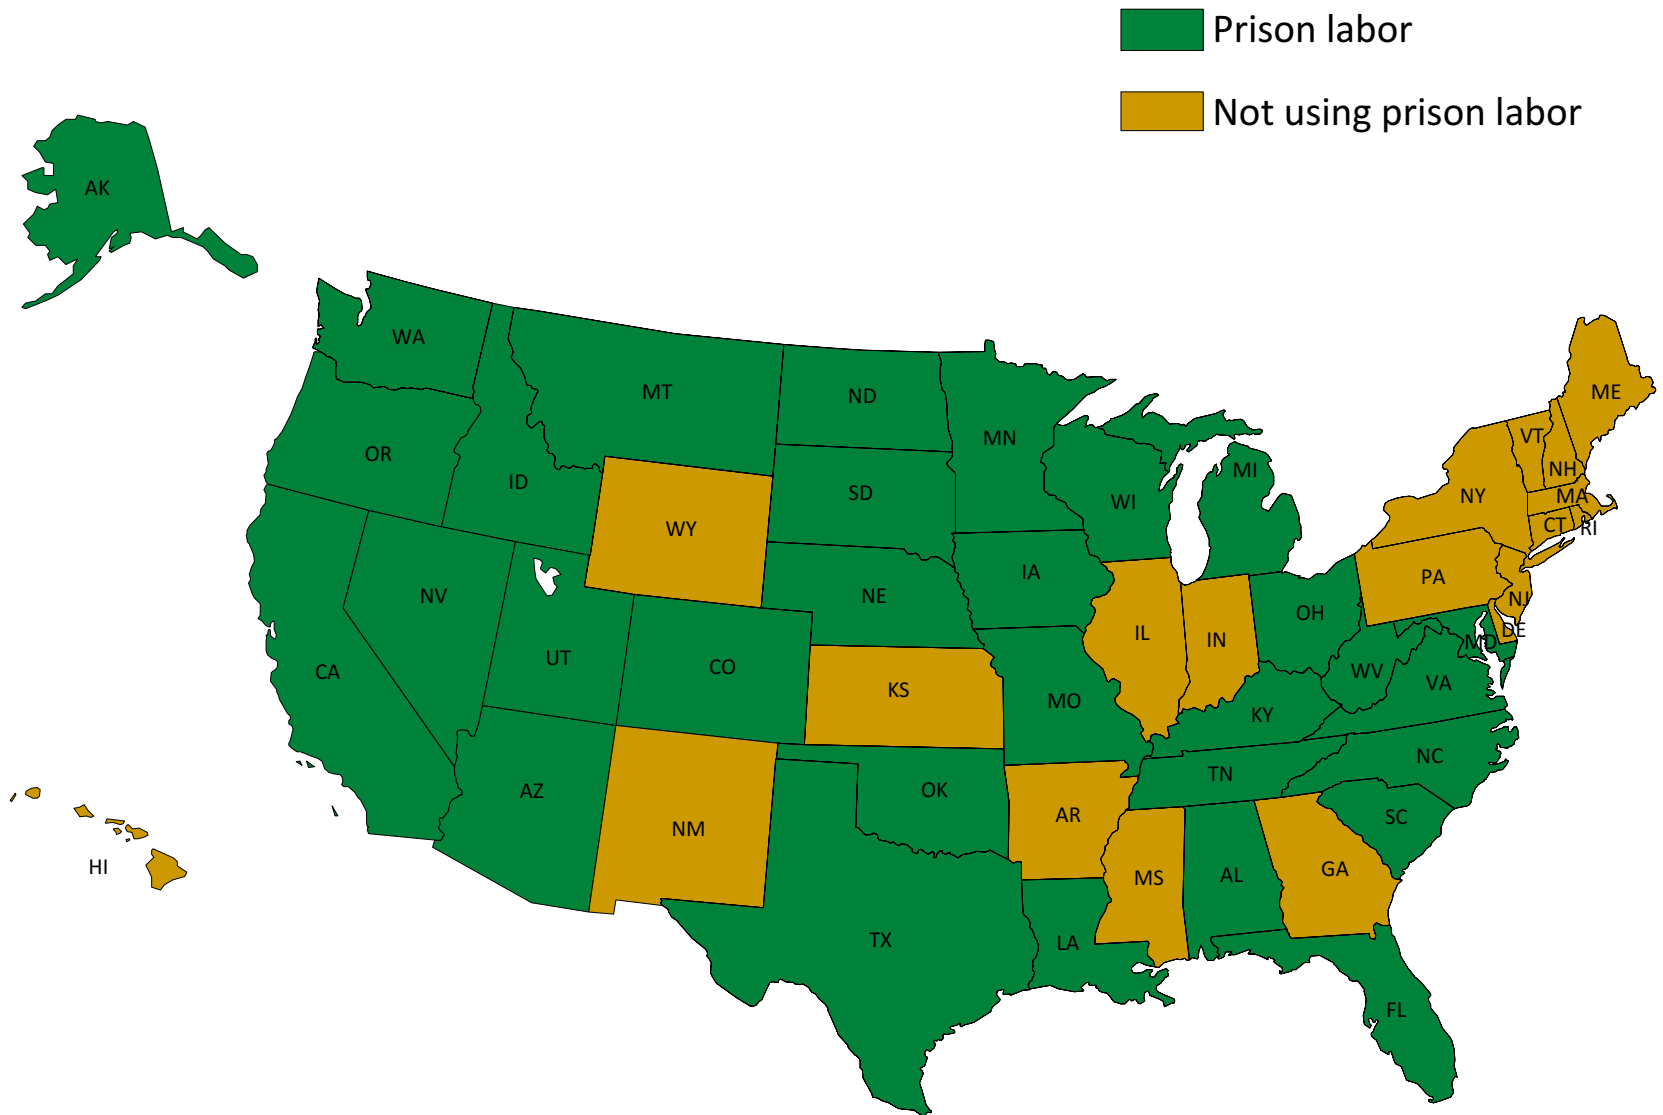 Prison labor
Not using prison labor
AK
WA
MT
ND
ME
MN
VT
OR
NH
MI
ID
SD
NY
MA
WI
CT
RI
WY
IA
PA
NV
NE
NJ
OH
IL
IN
DE
MD
UT
CO
CA
WV
VA
KS
MO
KY
NC
TN
AZ
OK
NM
AR
SC
HI
MS
AL
GA
TX
LA
FL